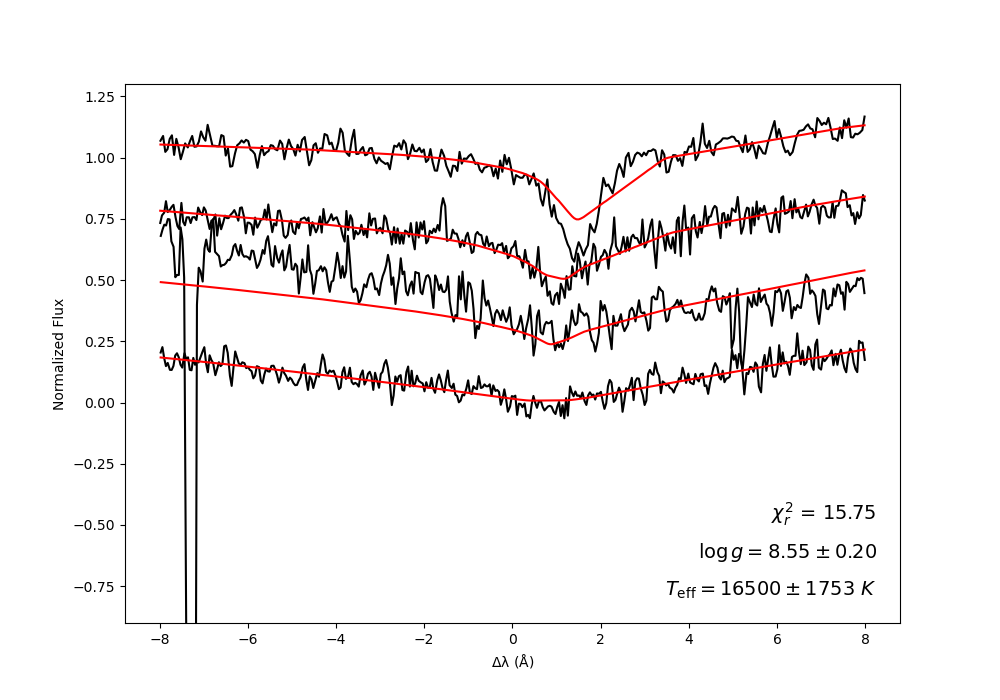 1.25
1.00
0.75
0.50
0.25
0.00
−0.25
−0.50
−0.75
Normalized Flux
χ²ᵣ = 15.75
log g = 8.55 ± 0.20
T_eff = 16500 ± 1753 K
−8 −6 −4 −2 0 2 4 6 8
Δλ (Å)